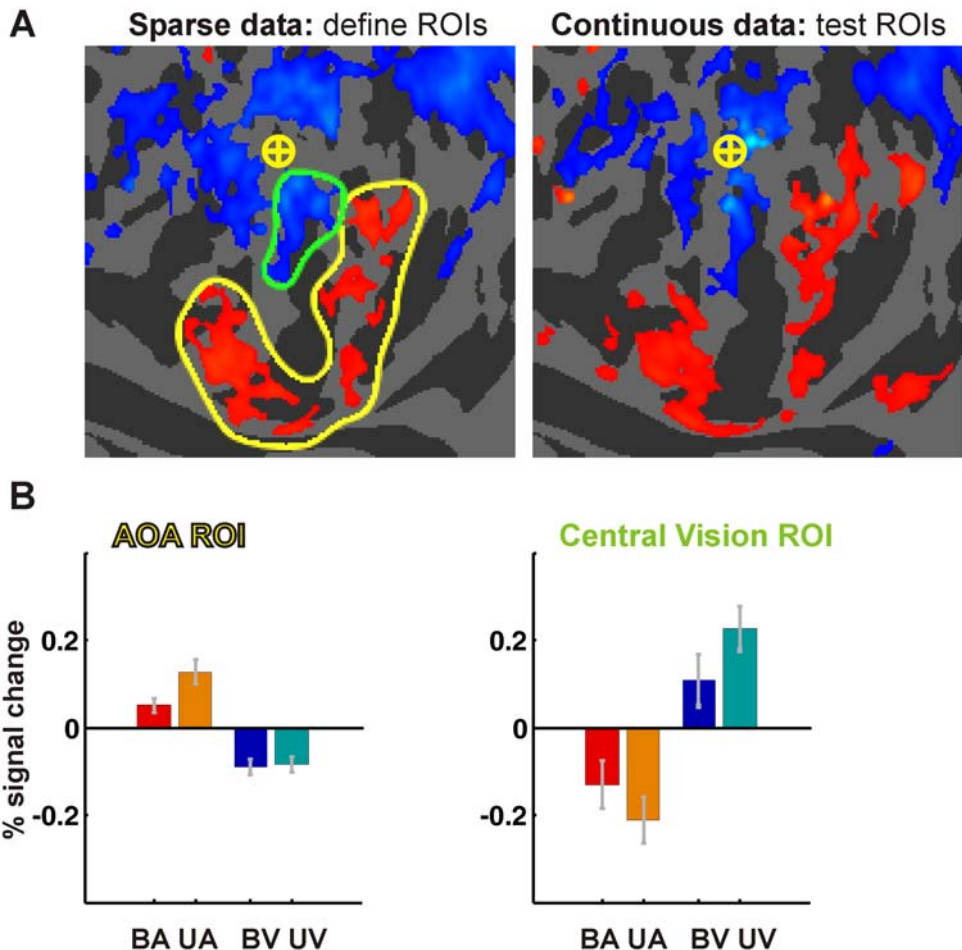 A
Sparse data: define ROIs
Continuous data: test ROIs
B
AOA ROI
Central Vision ROI
% signal change
0.2
0
-0.2
BA UA BV UV
0.2
0
-0.2
BA UA BV UV